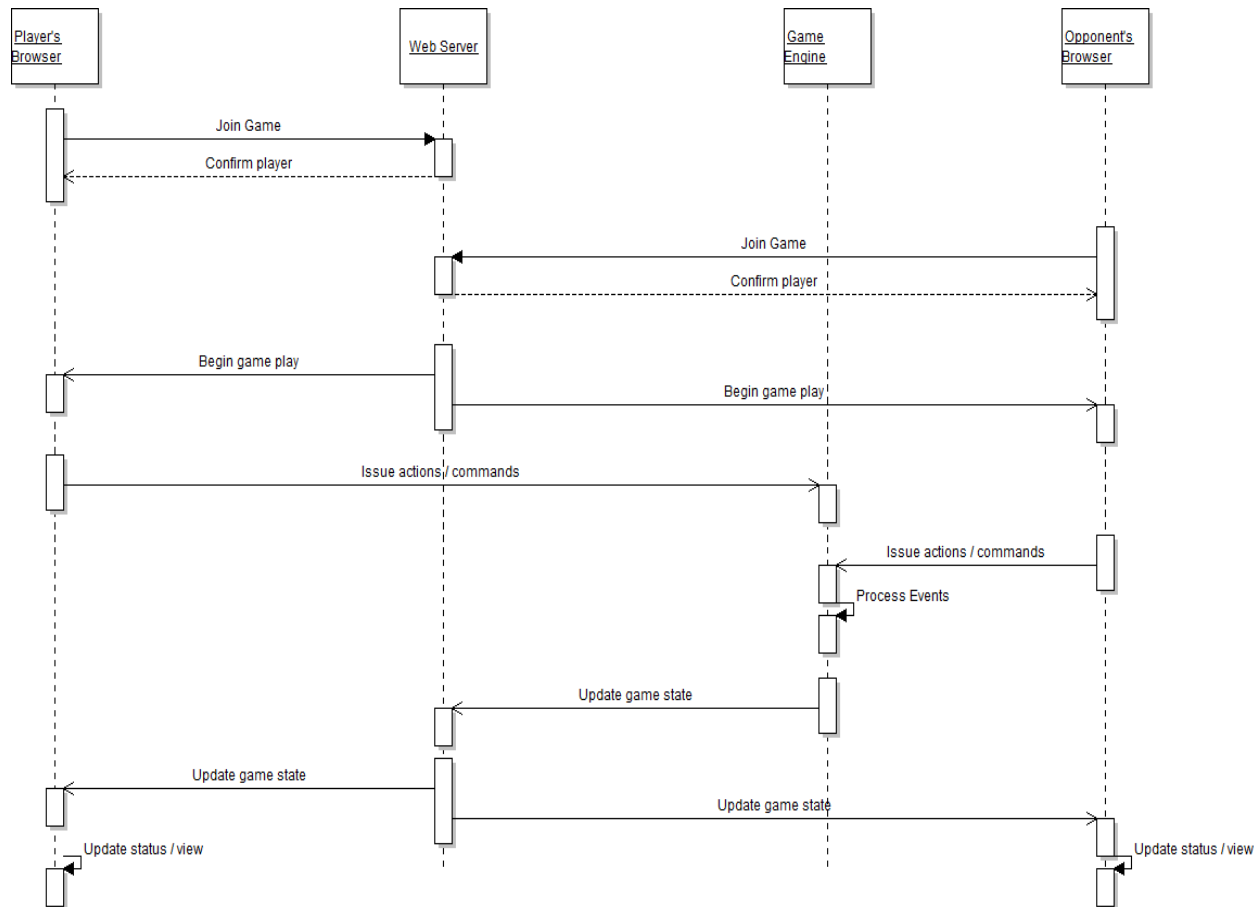 Player's
Browser
Web Server
Game
Engine
Opponent's
Browser
Join Game
Confirm player
Join Game
Confirm player
Begin game play
Begin game play
Issue actions / commands
Issue actions / commands
Process Events
Update game state
Update game state
Update game state
Update status / view
Update status / view